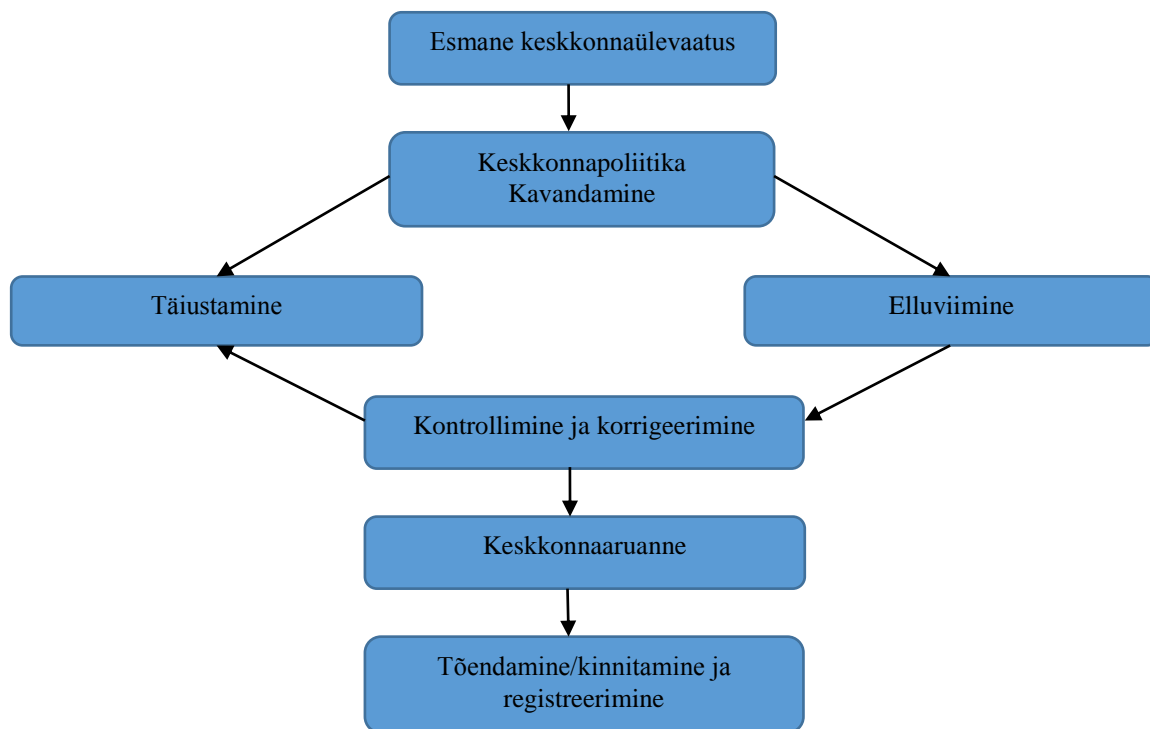 Esmane keskkonnaülevaatus
Keskkonnapoliitika
Kavandamine
Täiustamine
Elluviimine
Kontrollimine ja korrigeerimine
Keskkonnaaruanne
Tõendamine/kinnitamine ja
registreerimine